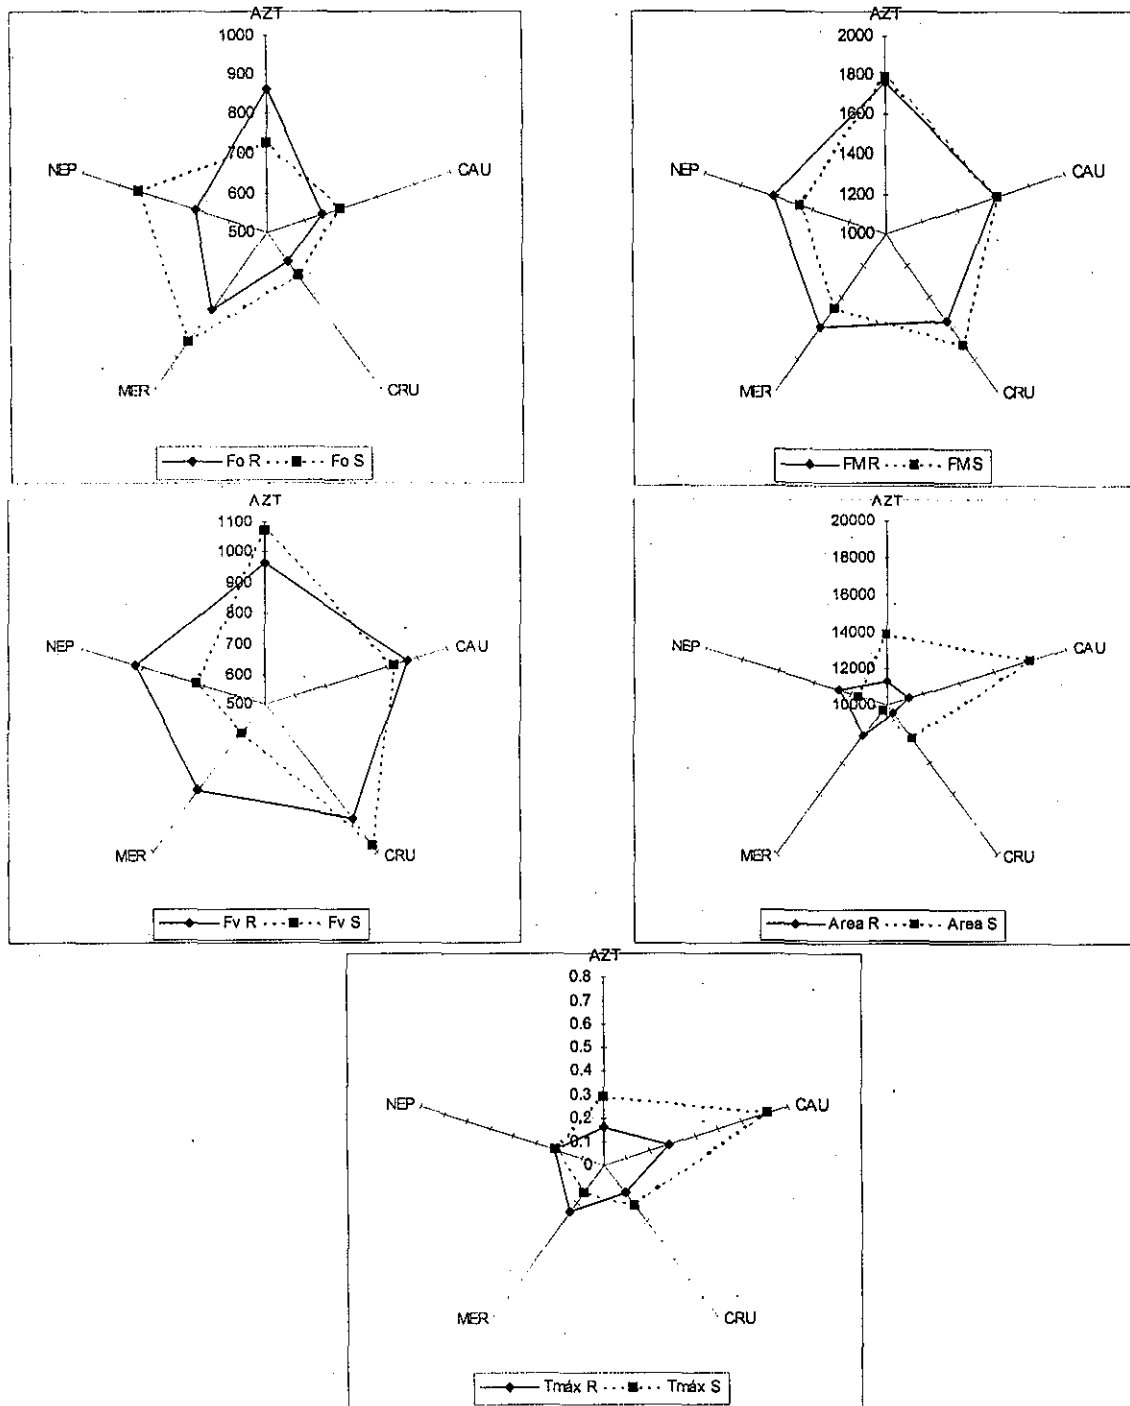 AZT
1000
900
800
700
600
500
NEP
CAU
MER
CRU
Fo R
Fo S
AZT
2000
1800
1600
1400
1200
1000
NEP
CAU
MER
CRU
FM R
FM S
AZT
1100
1000
900
800
700
600
500
NEP
CAU
MER
CRU
Fv R
Fv S
AZT
20000
18000
16000
14000
12000
10000
NEP
CAU
MER
CRU
Area R
Area S
AZT
0.8
0.7
0.6
0.5
0.4
0.3
0.2
0.1
0
NEP
CAU
MER
CRU
Tmáx R
Tmáx S